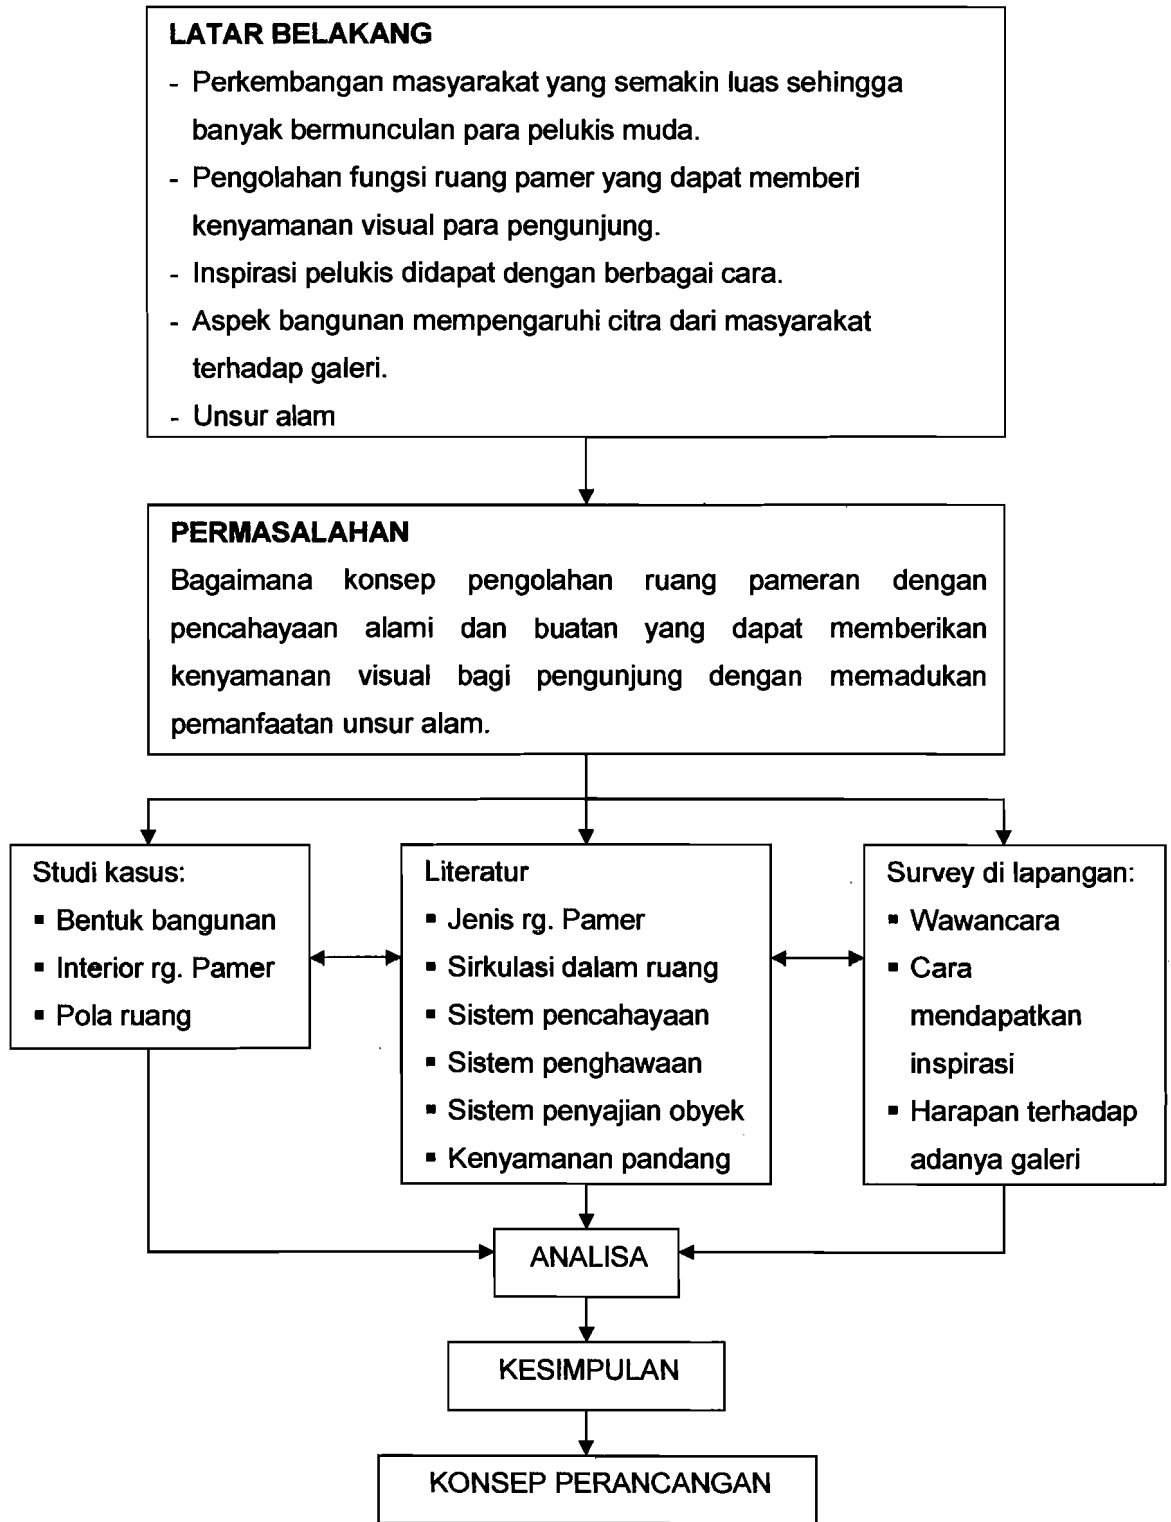 LATAR BELAKANG
- Perkembangan masyarakat yang semakin luas sehingga
banyak bermunculan para pelukis muda.
- Pengolahan fungsi ruang pamer yang dapat memberi
kenyamanan visual para pengunjung.
- Inspirasi pelukis didapat dengan berbagai cara.
- Aspek bangunan mempengaruhi citra dari masyarakat
terhadap galeri.
- Unsur alam
PERMASALAHAN
Bagaimana konsep pengolahan ruang pameran dengan
pencahayaan alami dan buatan yang dapat memberikan
kenyamanan visual bagi pengunjung dengan memadukan
pemanfaatan unsur alam.
Studi kasus:
▪ Bentuk bangunan
▪ Interior rg. Pamer
▪ Pola ruang
Literatur
▪ Jenis rg. Pamer
▪ Sirkulasi dalam ruang
▪ Sistem pencahayaan
▪ Sistem penghawaan
▪ Sistem penyajian obyek
▪ Kenyamanan pandang
Survey di lapangan:
▪ Wawancara
▪ Cara
mendapatkan
inspirasi
▪ Harapan terhadap
adanya galeri
ANALISA
KESIMPULAN
KONSEP PERANCANGAN